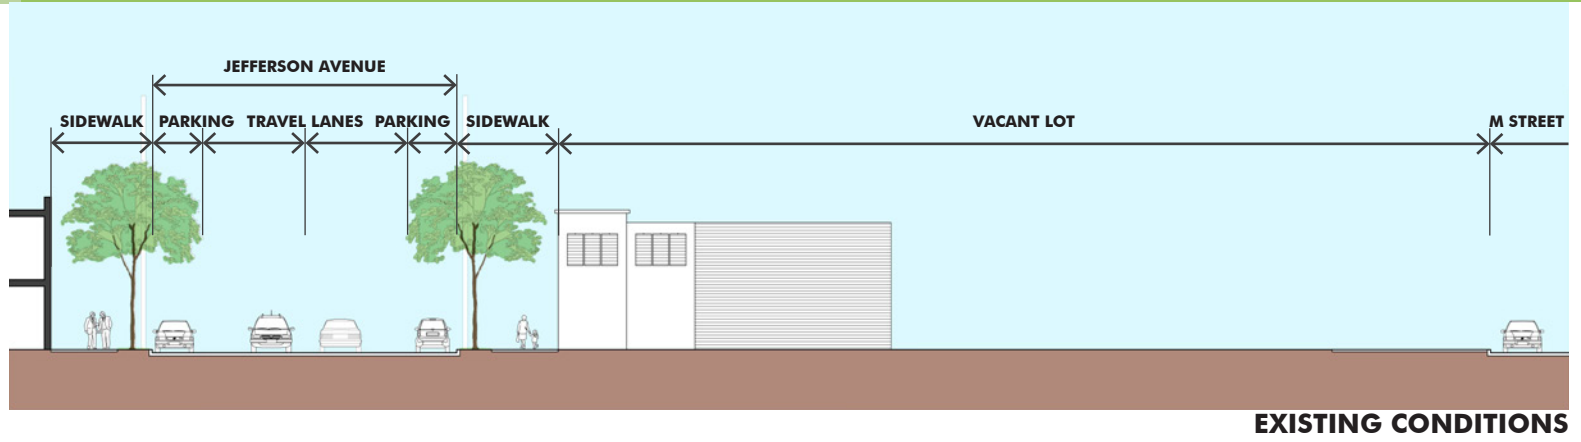 JEFFERSON AVENUE
SIDEWALK PARKING TRAVEL LANES PARKING SIDEWALK VACANT LOT M STREET
EXISTING CONDITIONS